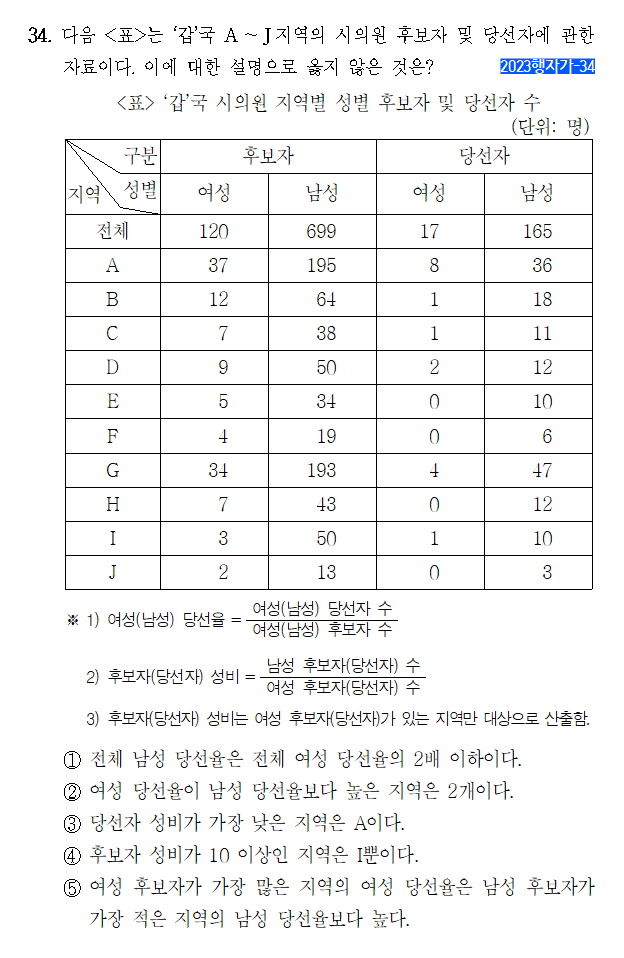 34. 다음 <표>는 ‘갑’국 A ~ J지역의 시의원 후보자 및 당선자에 관한
자료이다. 이에 대한 설명으로 옳지 않은 것은? 2023행자가-34
<표> ‘갑’국 시의원 지역별 성별 후보자 및 당선자 수
(단위: 명)
구분 후보자 당선자
지역 성별 여성 남성 여성 남성
전체 120 699 17 165
A 37 195 8 36
B 12 64 1 18
C 7 38 1 11
D 9 50 2 12
E 5 34 0 10
F 4 19 0 6
G 34 193 4 47
H 7 43 0 12
I 3 50 1 10
J 2 13 0 3
※ 1) 여성(남성) 당선율 = 여성(남성) 당선자 수
여성(남성) 후보자 수
2) 후보자(당선자) 성비 = 남성 후보자(당선자) 수
여성 후보자(당선자) 수
3) 후보자(당선자) 성비는 여성 후보자(당선자)가 있는 지역만 대상으로 산출함.
① 전체 남성 당선율은 전체 여성 당선율의 2배 이하이다.
② 여성 당선율이 남성 당선율보다 높은 지역은 2개이다.
③ 당선자 성비가 가장 낮은 지역은 A이다.
④ 후보자 성비가 10 이상인 지역은 I뿐이다.
⑤ 여성 후보자가 가장 많은 지역의 여성 당선율은 남성 후보자가
가장 적은 지역의 남성 당선율보다 높다.